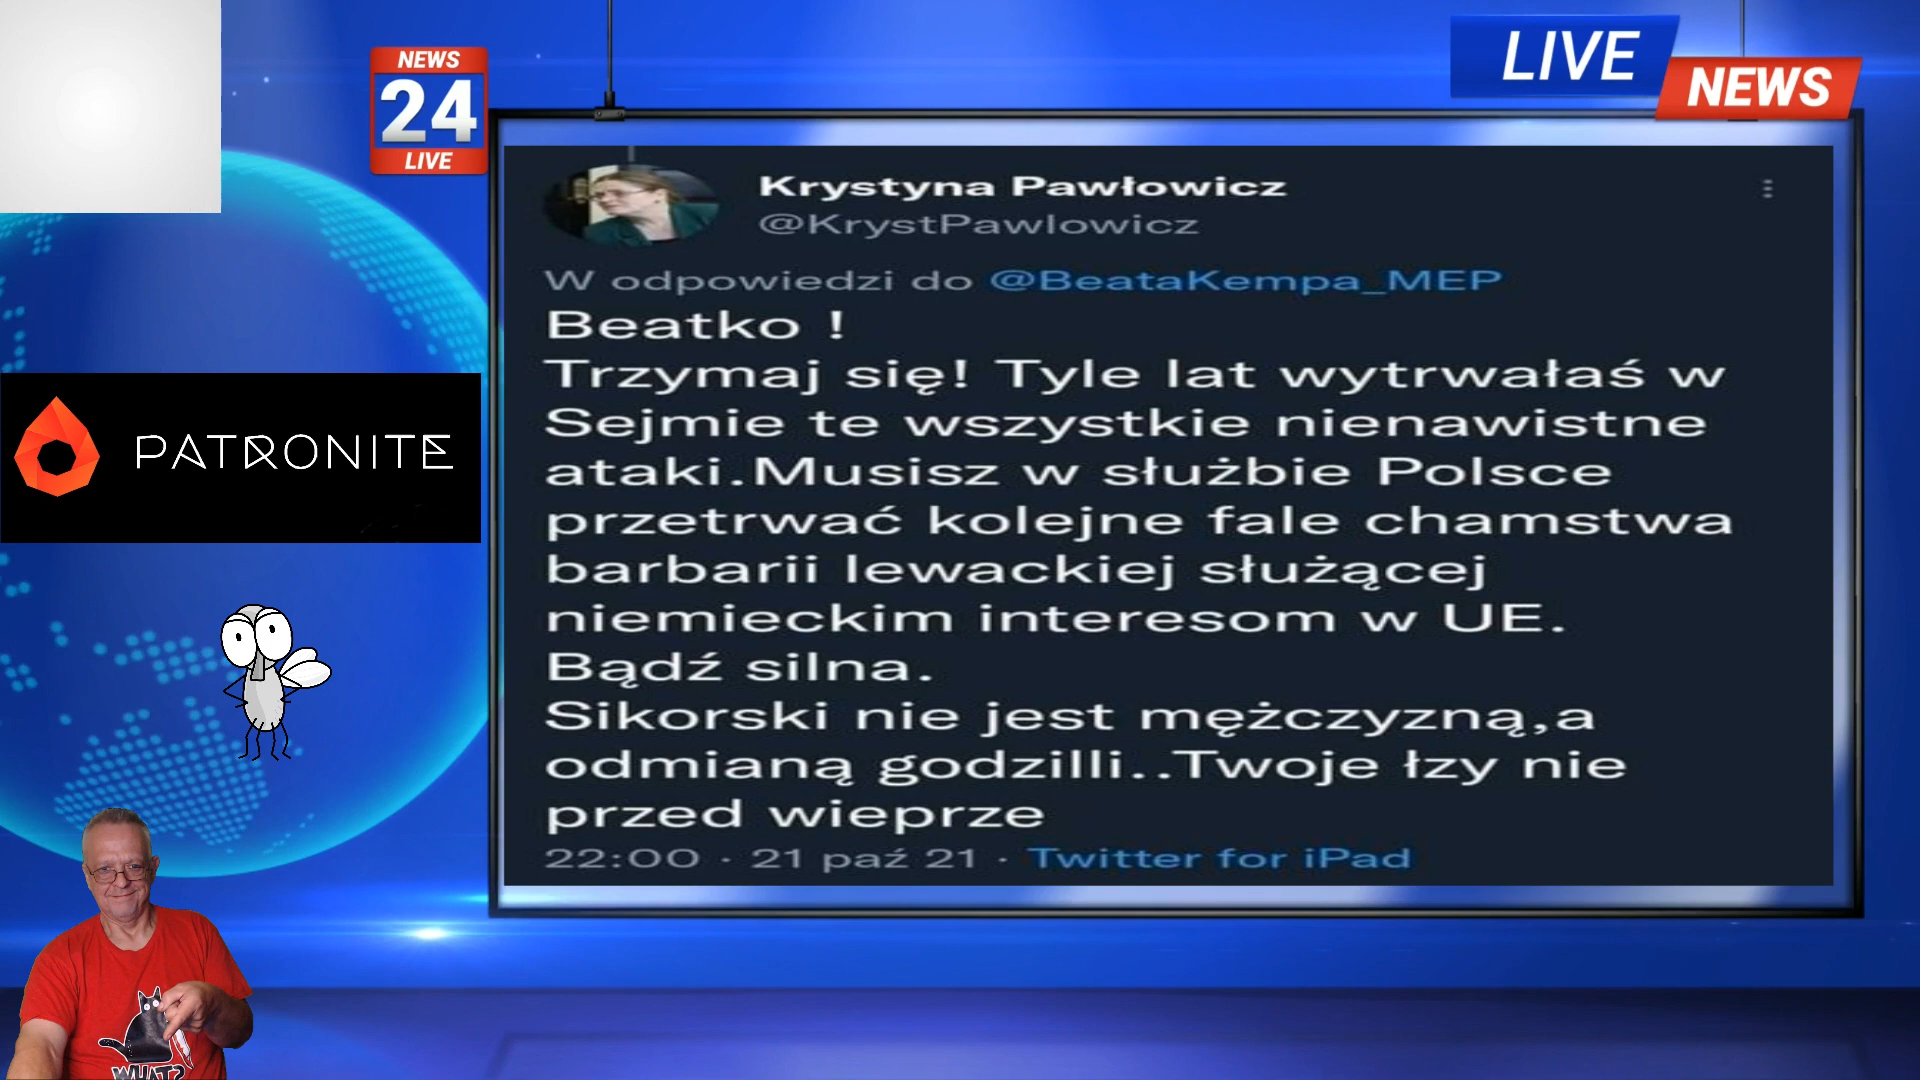 NEWS
24
LIVE
LIVE
NEWS
Krystyna Pawłowicz
@KrystPawlowicz
W odpowiedzi do @BeataKempa_MEP
Beatko !
Trzymaj się! Tyle lat wytrwałaś w
Sejmie te wszystkie nienawistne
ataki.Musisz w służbie Polsce
przetrwać kolejne fale chamstwa
barbarii lewackiej służącej
niemieckim interesom w UE.
Bądź silna.
Sikorski nie jest mężczyzną,a
odmianą godzilli..Twoje łzy nie
przed wieprze
22:00 · 21 paź 21 · Twitter for iPad
PATRONITE
WHAT?